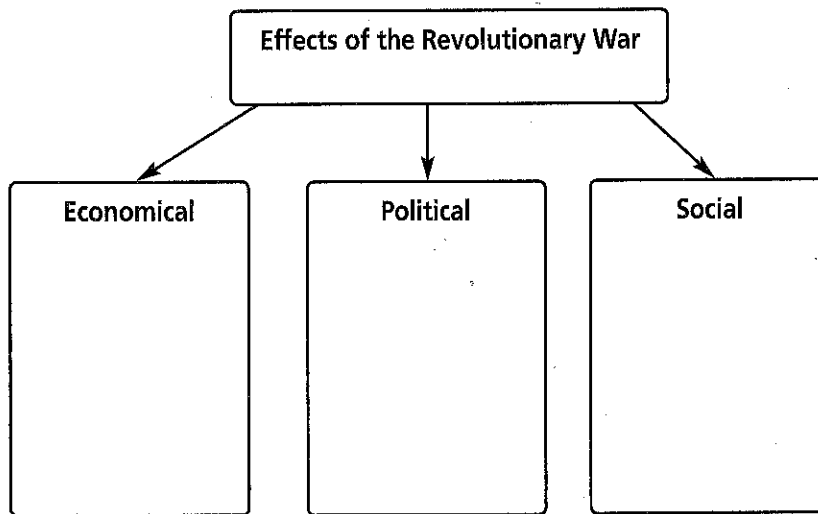 Effects of the Revolutionary War
Economical
Political
Social